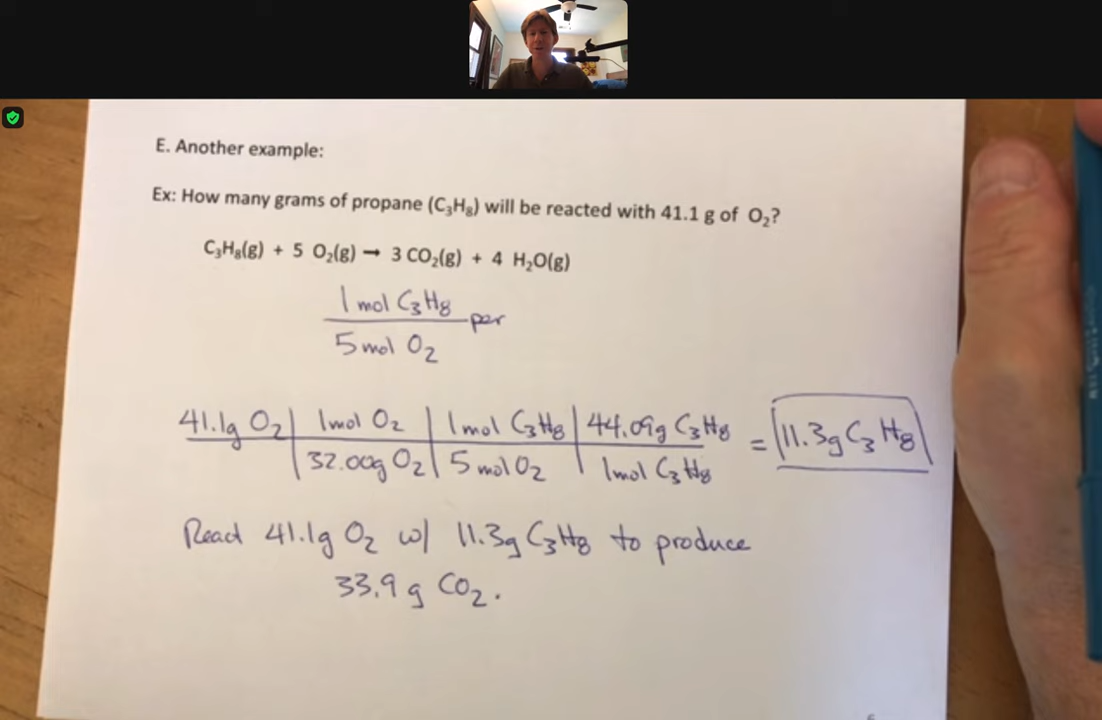 E. Another example:
Ex: How many grams of propane (C₃H₈) will be reacted with 41.1 g of O₂?
C₃H₈(g) + 5 O₂(g) → 3 CO₂(g) + 4 H₂O(g)
1 mol C₃H₈ per
5 mol O₂
41.1g O₂ | 1mol O₂ | 1mol C₃H₈ | 44.09g C₃H₈ = 11.3g C₃H₈
32.00g O₂ | 5 mol O₂ | 1mol C₃H₈
React 41.1g O₂ w/ 11.3g C₃H₈ to produce
33.9 g CO₂.